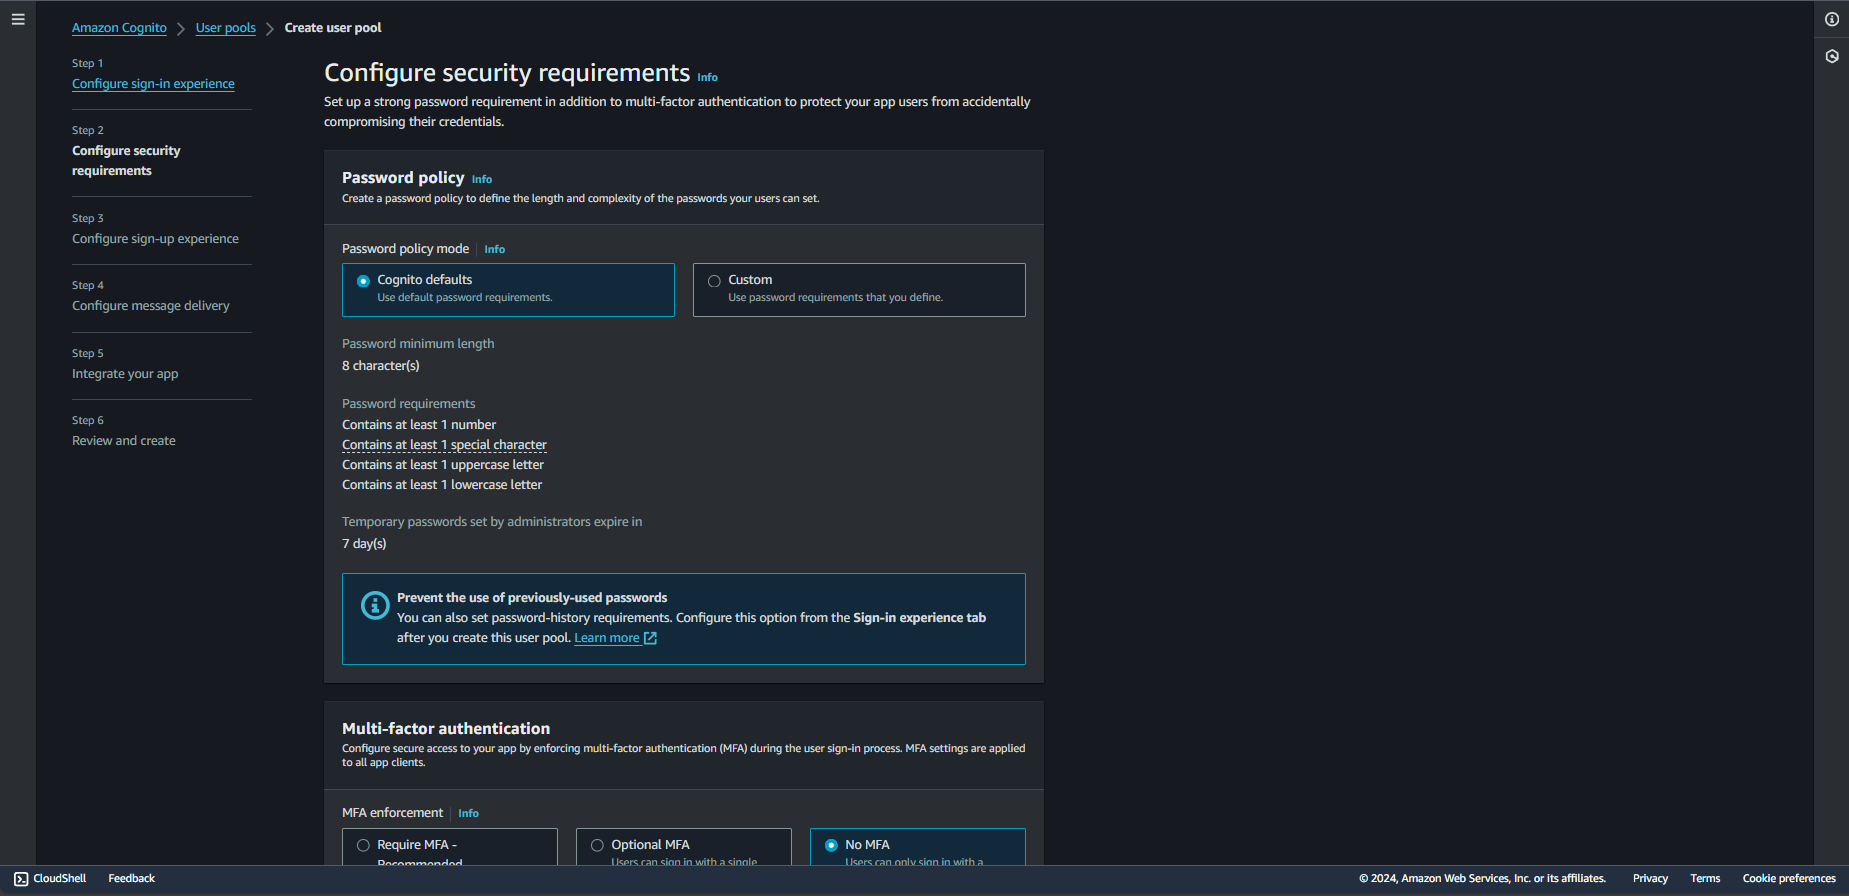 Amazon Cognito > User pools > Create user pool
Step 1
Configure sign-in experience
Step 2
Configure security
requirements
Step 3
Configure sign-up experience
Step 4
Configure message delivery
Step 5
Integrate your app
Step 6
Review and create
Configure security requirements Info
Set up a strong password requirement in addition to multi-factor authentication to protect your app users from accidentally
compromising their credentials.
Password policy Info
Create a password policy to define the length and complexity of the passwords your users can set.
Password policy mode Info
Cognito defaults
Use default password requirements.
Custom
Use password requirements that you define.
Password minimum length
8 character(s)
Password requirements
Contains at least 1 number
Contains at least 1 special character
Contains at least 1 uppercase letter
Contains at least 1 lowercase letter
Temporary passwords set by administrators expire in
7 day(s)
Prevent the use of previously-used passwords
You can also set password-history requirements. Configure this option from the Sign-in experience tab
after you create this user pool. Learn more
Multi-factor authentication
Configure secure access to your app by enforcing multi-factor authentication (MFA) during the user sign-in process. MFA settings are applied
to all app clients.
MFA enforcement Info
Require MFA -
Recommended
Optional MFA
Users can sign in with a single
No MFA
Users can only sign in with a
CloudShell Feedback © 2024, Amazon Web Services, Inc. or its affiliates. Privacy Terms Cookie preferences